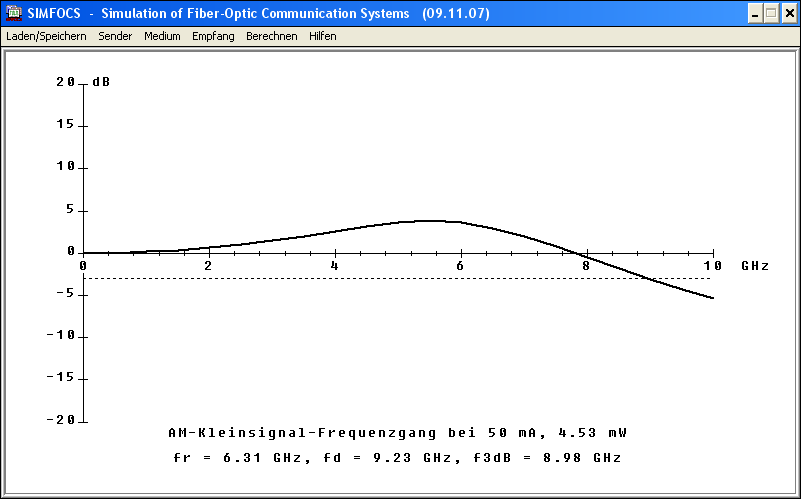 SIMFOCS - Simulation of Fiber-Optic Communication Systems (09.11.07)
Laden/Speichern Sender Medium Empfang Berechnen Hilfen
20 dB
15
10
5
0
0 2 4 6 8 10 GHz
-5
-10
-15
-20
AM-Kleinsignal-Frequenzgang bei 50 mA, 4.53 mW
fr = 6.31 GHz, fd = 9.23 GHz, f3dB = 8.98 GHz